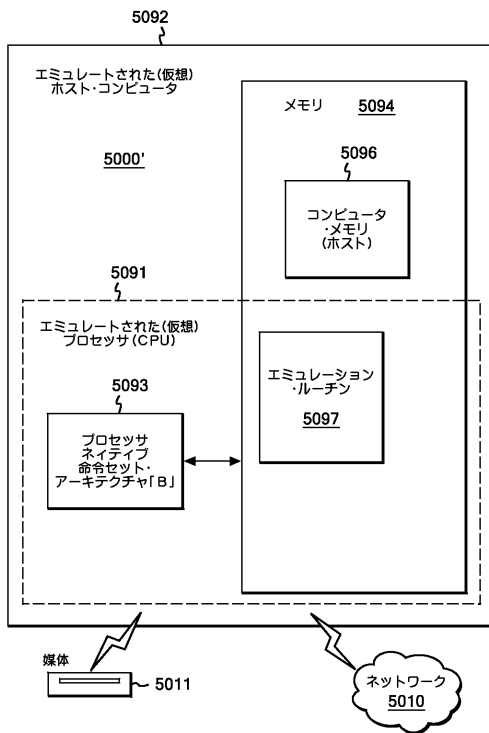 5092
エミュレートされた(仮想)
ホスト・コンピュータ
5000'
メモリ 5094
5096
コンピュータ
・メモリ
(ホスト)
5091
エミュレートされた(仮想)
プロセッサ(CPU)
5093
プロセッサ
ネイティブ
命令セット・
アーキテクチャ「B」
エミュレーション
・ルーチン
5097
媒体
5011
ネットワーク
5010